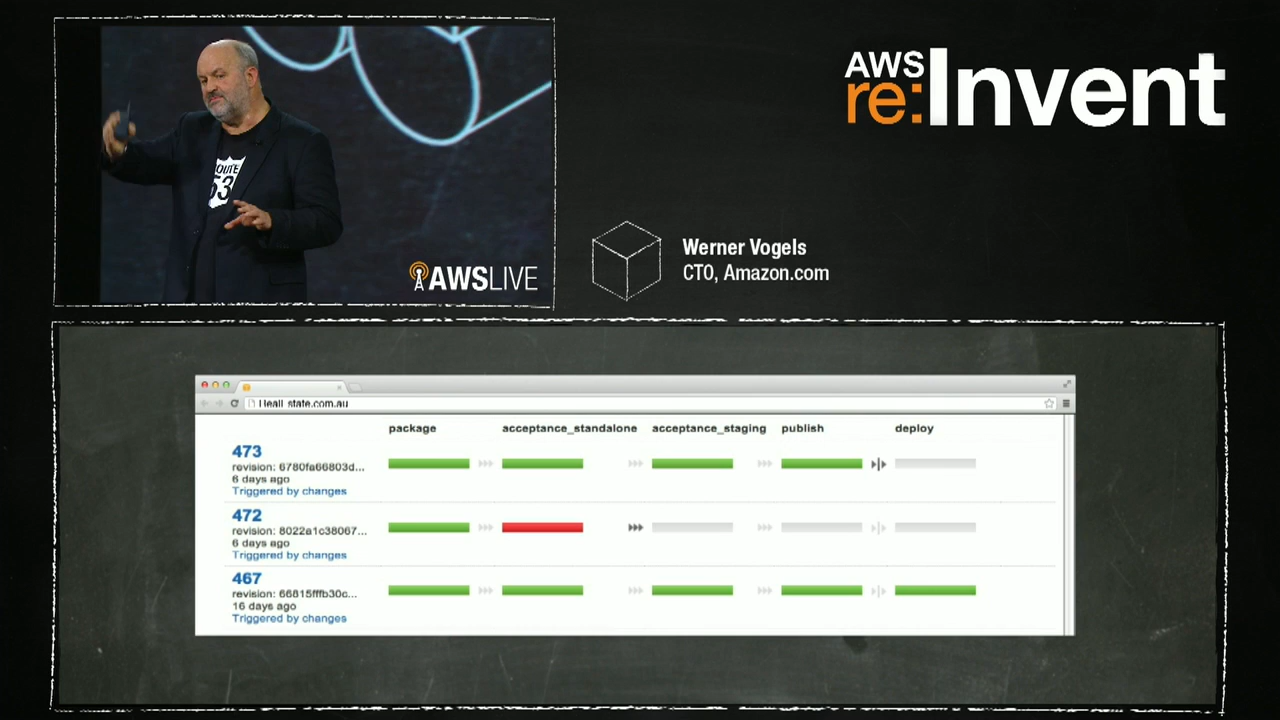 AWS
re:Invent
ROUTE
53
AWSLIVE
Werner Vogels
CTO, Amazon.com
package acceptance_standalone acceptance_staging publish deploy
473
revision: 6780fa66803d...
6 days ago
Triggered by changes
472
revision: 8022a1c38067...
6 days ago
Triggered by changes
467
revision: 66815fffb30c...
16 days ago
Triggered by changes